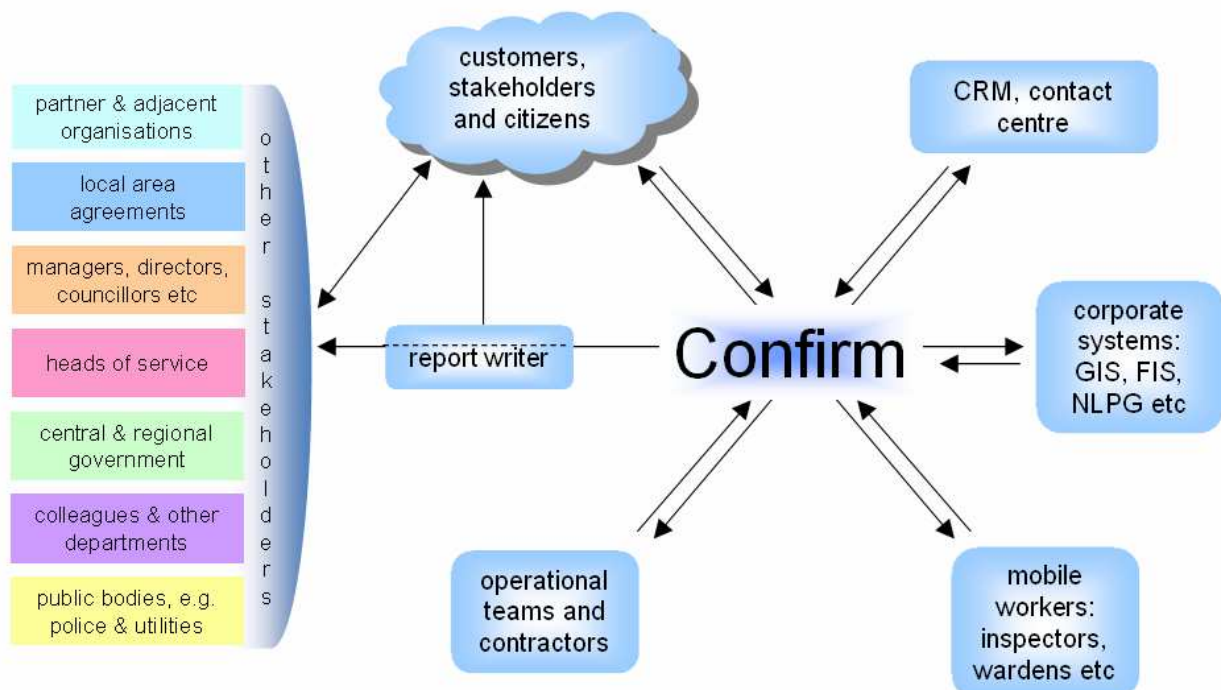 customers,
stakeholders
and citizens
CRM, contact
centre
partner & adjacent
organisations
local area
agreements
managers, directors,
councillors etc
heads of service
central & regional
government
colleagues & other
departments
public bodies, e.g.
police & utilities
other stakeholders
report writer
Confirm
corporate
systems:
GIS, FIS,
NLPG etc
operational
teams and
contractors
mobile
workers:
inspectors,
wardens etc